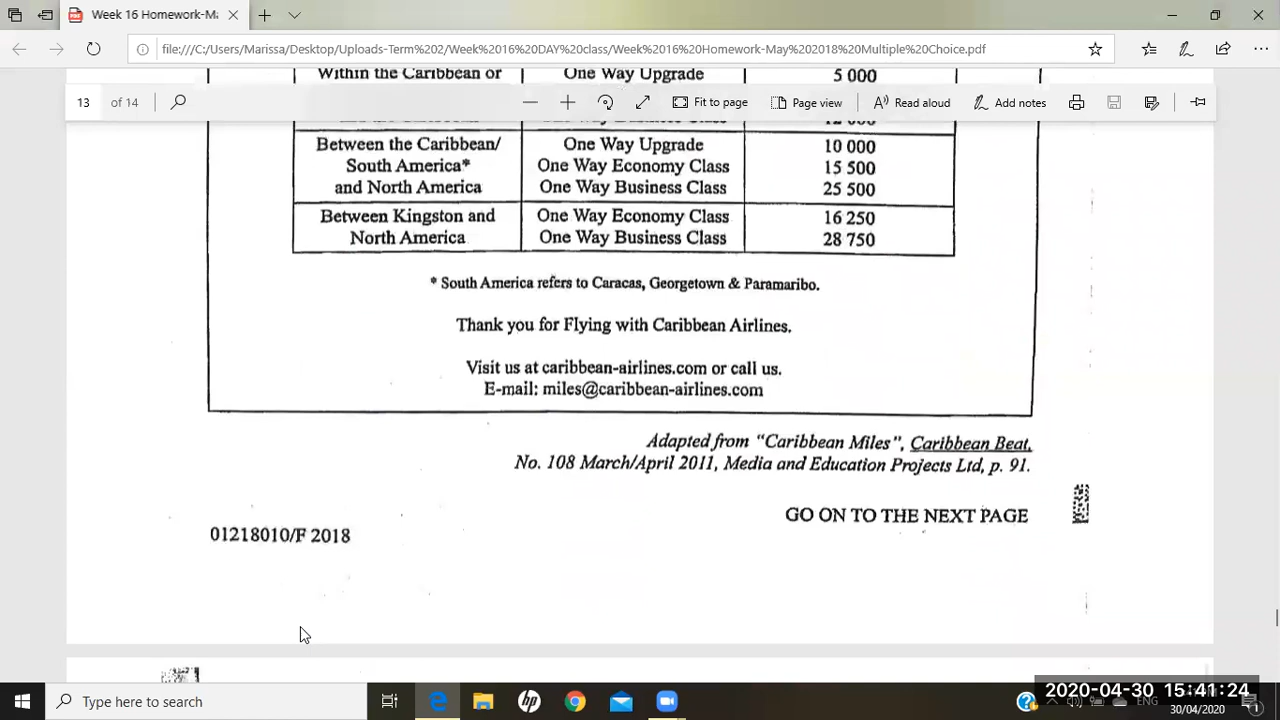 Week 16 Homework-Ma
file:///C:/Users/Marissa/Desktop/Uploads-Term%202/Week%2016%20DAY%20class/Week%2016%20Homework-May%202018%20Multiple%20Choice.pdf
Within the Caribbean or One Way Upgrade 5 000
13 of 14 Fit to page Page view Read aloud Add notes
Between the Caribbean/ One Way Upgrade 10 000
South America* One Way Economy Class 15 500
and North America One Way Business Class 25 500
Between Kingston and One Way Economy Class 16 250
North America One Way Business Class 28 750
* South America refers to Caracas, Georgetown & Paramaribo.
Thank you for Flying with Caribbean Airlines.
Visit us at caribbean-airlines.com or call us.
E-mail: miles@caribbean-airlines.com
Adapted from "Caribbean Miles", Caribbean Beat,
No. 108 March/April 2011, Media and Education Projects Ltd, p. 91.
GO ON TO THE NEXT PAGE
01218010/F 2018
Type here to search
2020-04-30 15:41:24
ENG
30/04/2020